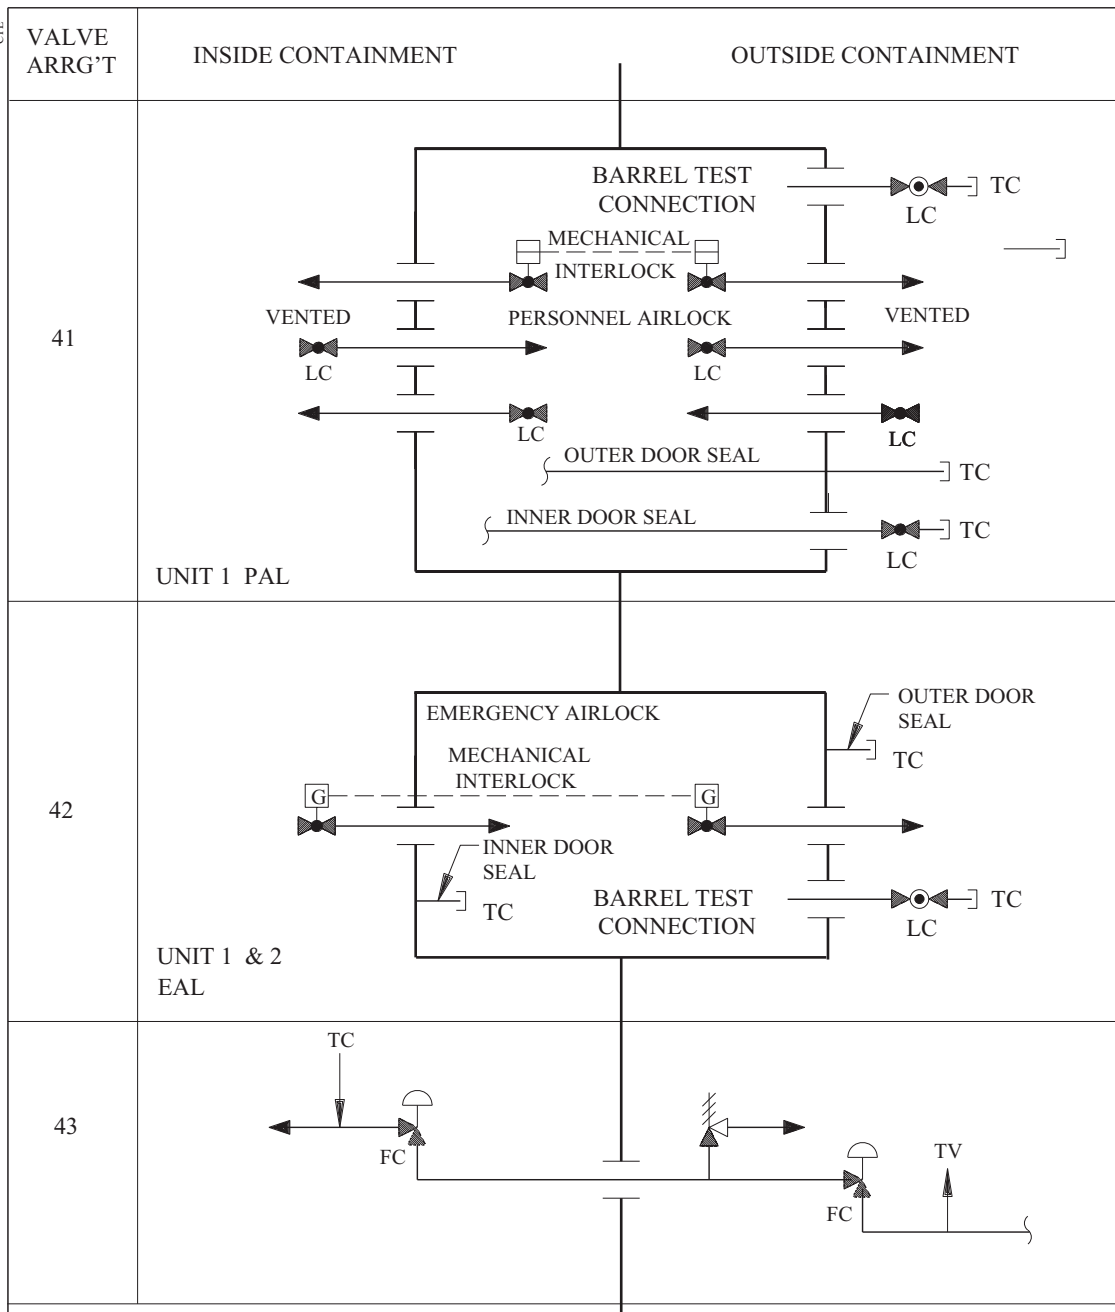 VALVE
ARRG'T
INSIDE CONTAINMENT
OUTSIDE CONTAINMENT
41
BARREL TEST
CONNECTION
TC
LC
MECHANICAL
INTERLOCK
VENTED
PERSONNEL AIRLOCK
VENTED
LC
LC
LC
LC
OUTER DOOR SEAL
TC
INNER DOOR SEAL
TC
LC
UNIT 1 PAL
42
EMERGENCY AIRLOCK
OUTER DOOR
SEAL
TC
MECHANICAL
INTERLOCK
G
G
INNER DOOR
SEAL
TC
BARREL TEST
CONNECTION
TC
LC
UNIT 1 & 2
EAL
43
TC
FC
TV
FC